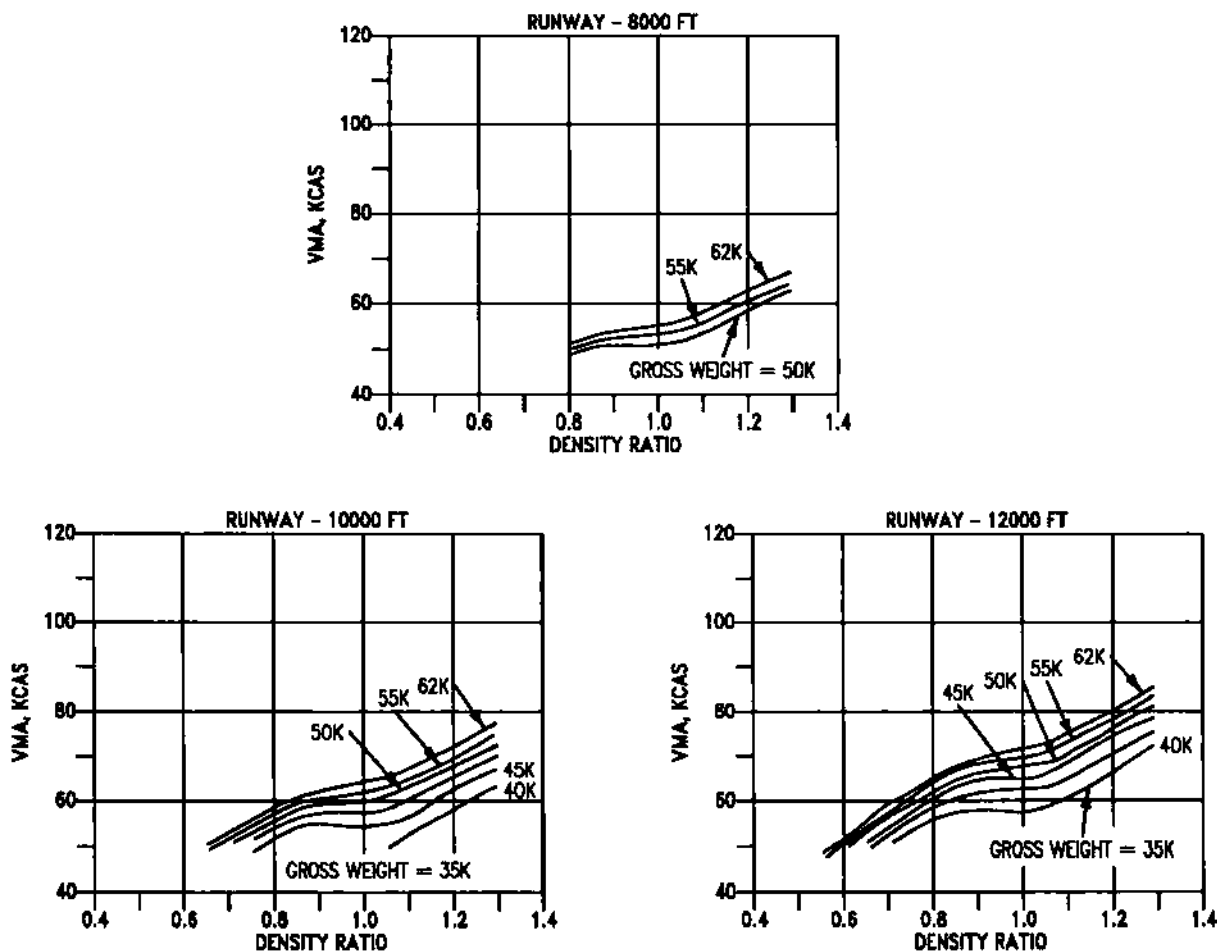 RUNWAY - 8000 FT
120
100
80
60
40
VMA, KCAS
62K
55K
GROSS WEIGHT = 50K
0.4 0.6 0.8 1.0 1.2 1.4
DENSITY RATIO
RUNWAY - 10000 FT
120
100
80
60
40
VMA, KCAS
62K
55K
50K
45K
40K
GROSS WEIGHT = 35K
0.4 0.6 0.8 1.0 1.2 1.4
DENSITY RATIO
RUNWAY - 12000 FT
120
100
80
60
40
VMA, KCAS
62K
55K
50K
45K
40K
GROSS WEIGHT = 35K
0.4 0.6 0.8 1.0 1.2 1.4
DENSITY RATIO